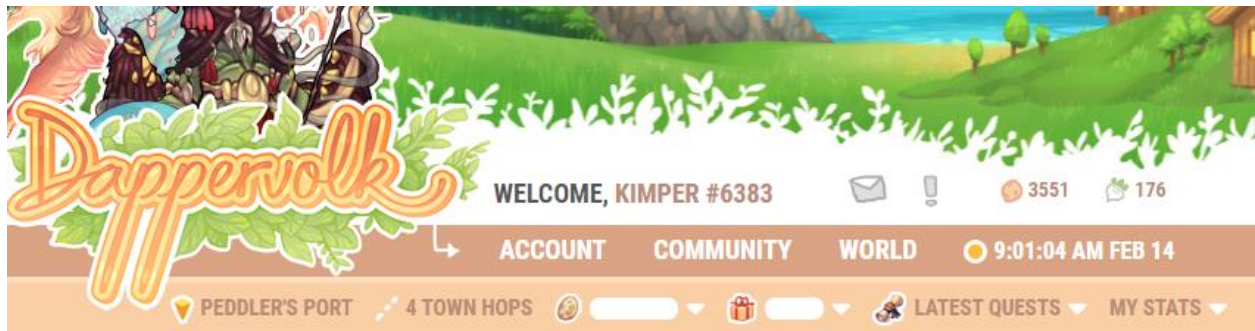 Dappervolk
WELCOME, KIMPER #6383 3551 176
ACCOUNT COMMUNITY WORLD 9:01:04 AM FEB 14
PEDDLER'S PORT 4 TOWN HOPS LATEST QUESTS MY STATS